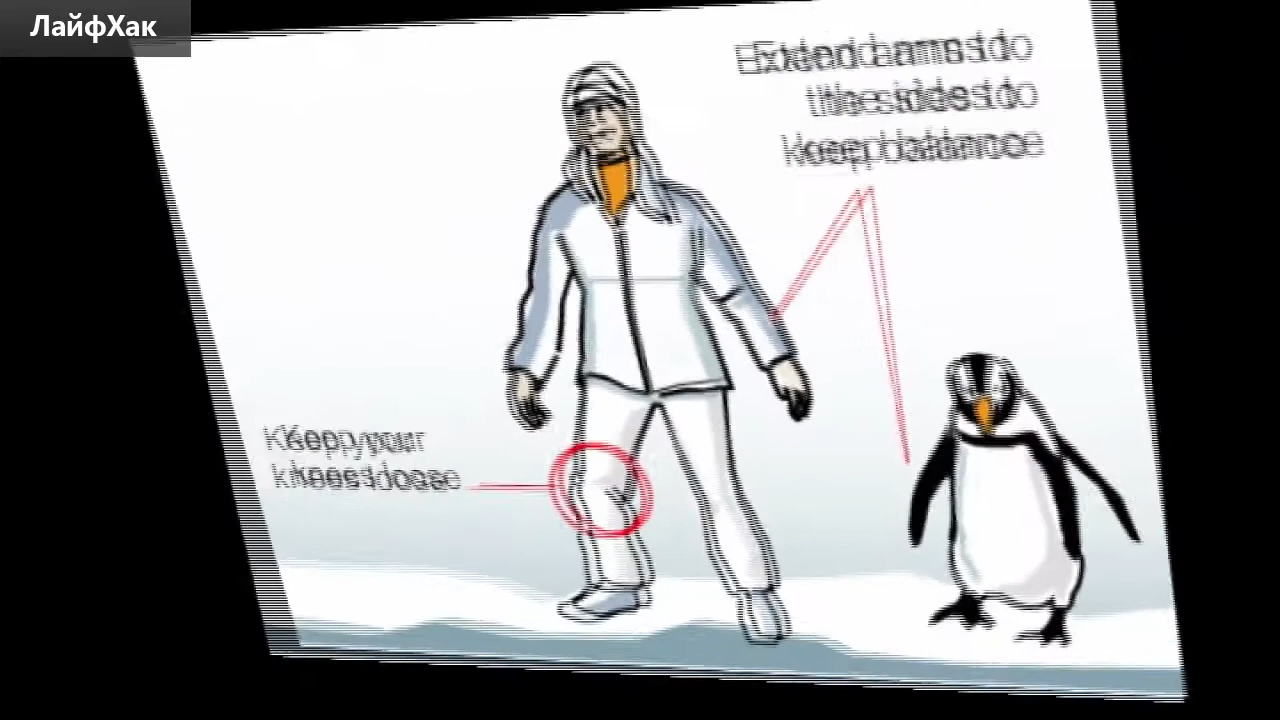 ЛайфХак
Extend arms to
the sides to
keep balance
Keep your
knees loose